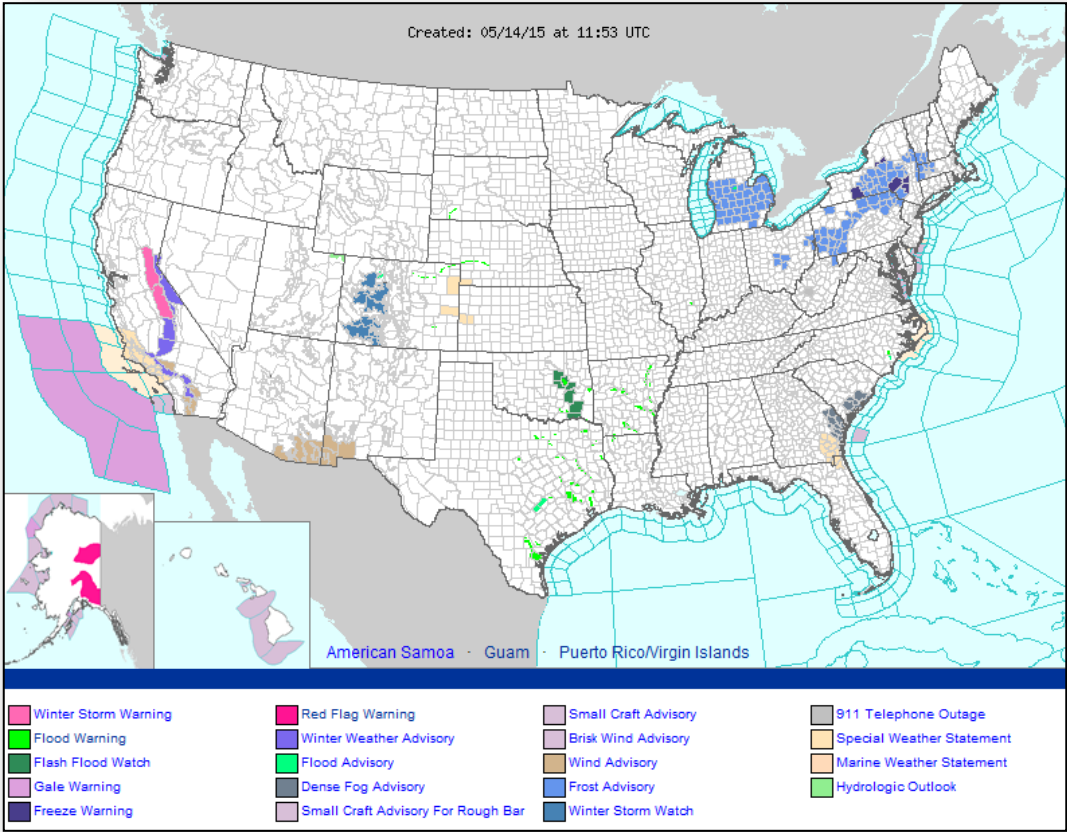 Created: 05/14/15 at 11:53 UTC
American Samoa · Guam · Puerto Rico/Virgin Islands
Winter Storm Warning
Red Flag Warning
Small Craft Advisory
911 Telephone Outage
Flood Warning
Winter Weather Advisory
Brisk Wind Advisory
Special Weather Statement
Flash Flood Watch
Flood Advisory
Wind Advisory
Marine Weather Statement
Gale Warning
Dense Fog Advisory
Frost Advisory
Hydrologic Outlook
Freeze Warning
Small Craft Advisory For Rough Bar
Winter Storm Watch